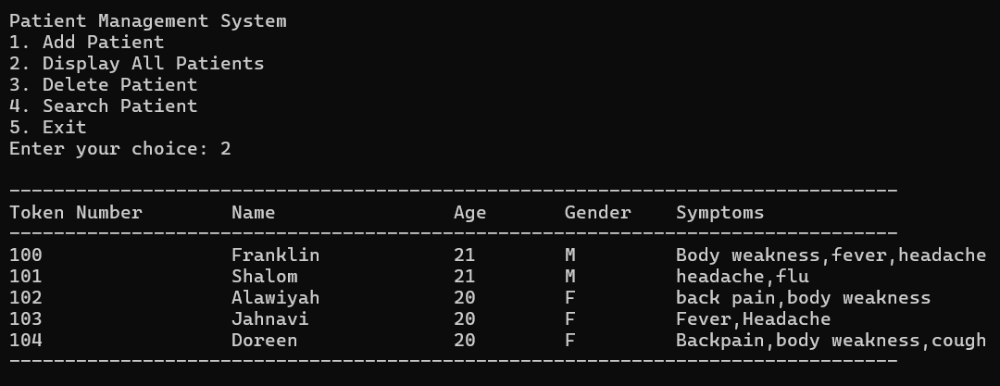 Patient Management System
1. Add Patient
2. Display All Patients
3. Delete Patient
4. Search Patient
5. Exit
Enter your choice: 2
--------------------------------------------------------------------------------
Token Number        Name                Age       Gender    Symptoms
--------------------------------------------------------------------------------
100                 Franklin            21        M         Body weakness,fever,headache
101                 Shalom              21        M         headache,flu
102                 Alawiyah            20        F         back pain,body weakness
103                 Jahnavi             20        F         Fever,Headache
104                 Doreen              20        F         Backpain,body weakness,cough
--------------------------------------------------------------------------------